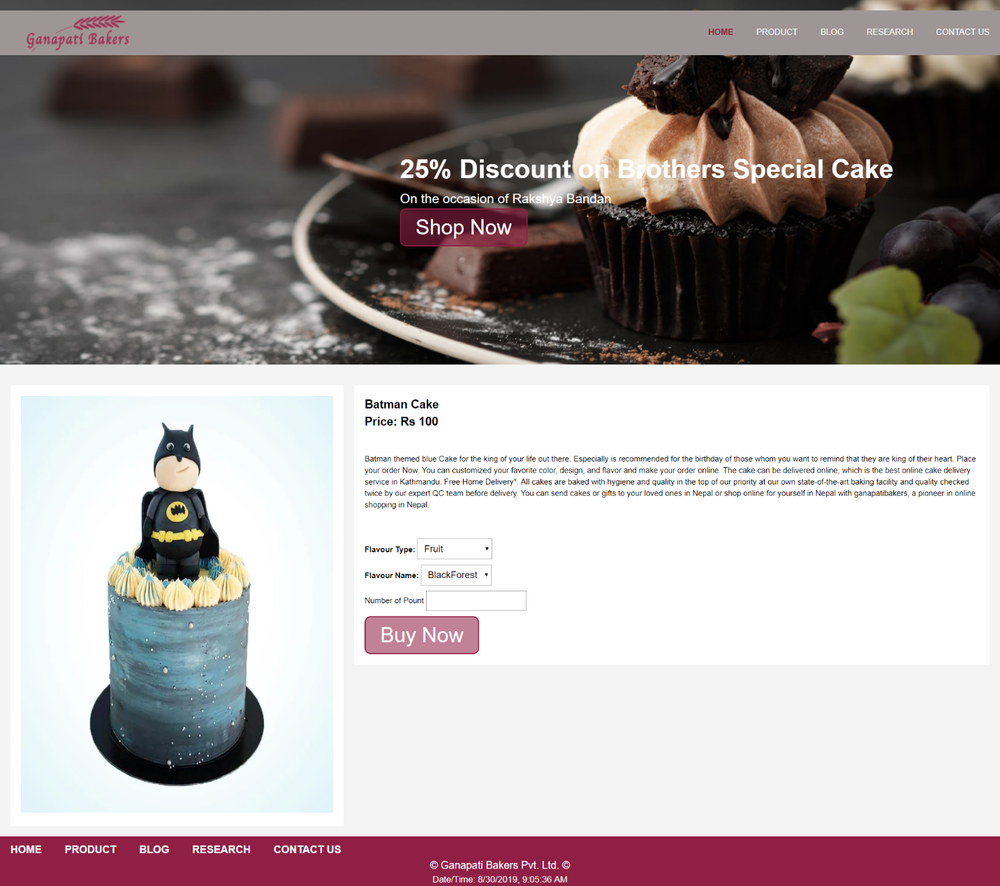 Ganapati Bakers
HOME PRODUCT BLOG RESEARCH CONTACT US
25% Discount on Brothers Special Cake
On the occasion of Rakshya Bandan
Shop Now
Batman Cake
Price: Rs 100
Batman themed blue Cake for the king of your life out there. Especially is recommended for the birthday of those whom you want to remind that they are king of their heart. Place
your order Now. You can customized your favorite color, design, and flavor and make your order online. The cake can be delivered online, which is the best online cake delivery
service in Kathmandu. Free Home Delivery*. All cakes are baked with hygiene and quality in the top of our priority at our own state-of-the-art baking facility and quality checked
twice by our expert QC team before delivery. You can send cakes or gifts to your loved ones in Nepal or shop online for yourself in Nepal with ganapatibakers, a pioneer in online
shopping in Nepal.
Flavour Type: Fruit
Flavour Name: BlackForest
Number of Pount
Buy Now
HOME PRODUCT BLOG RESEARCH CONTACT US
© Ganapati Bakers Pvt. Ltd. ©
Date/Time: 8/30/2019, 9:05:36 AM